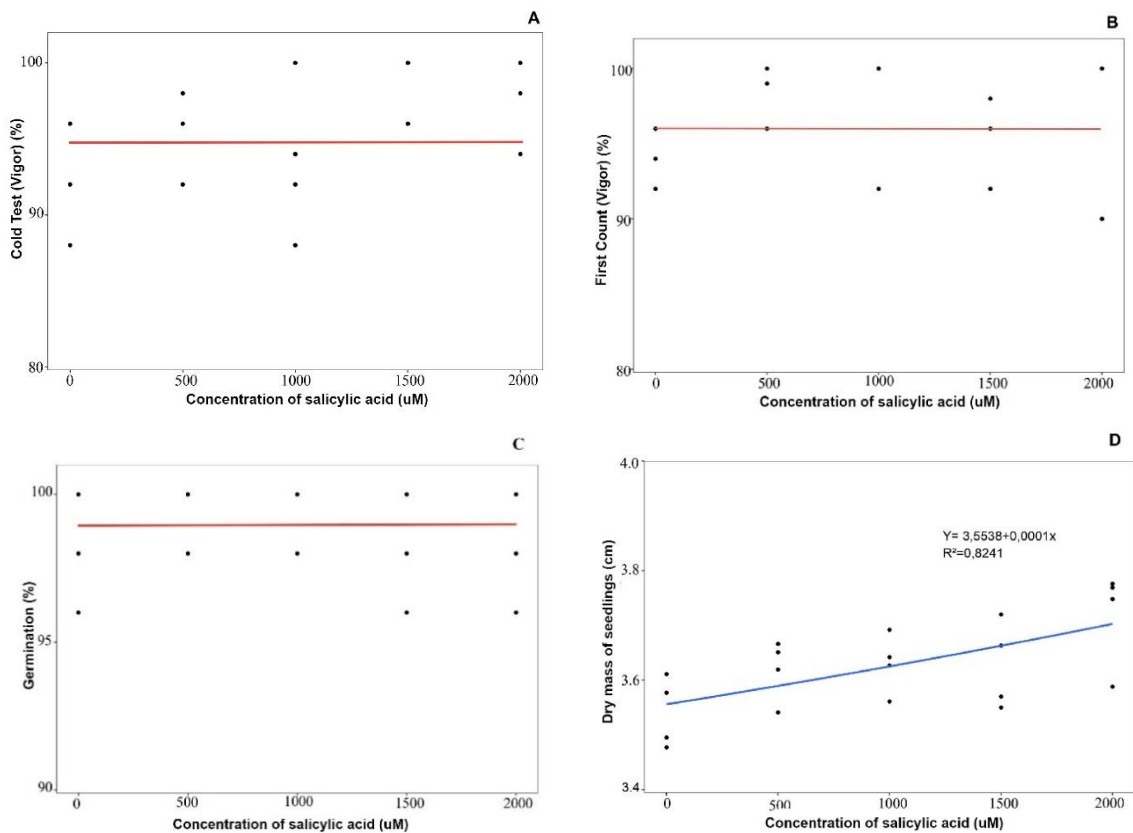 A
Cold Test (Vigor) (%)
100
90
80
0 500 1000 1500 2000
Concentration of salicylic acid (uM)
B
First Count (Vigor) (%)
100
90
80
0 500 1000 1500 2000
Concentration of salicylic acid (uM)
C
Germination (%)
100
95
90
0 500 1000 1500 2000
Concentration of salicylic acid (uM)
D
Dry mass of seedlings (cm)
4.0
3.8
3.6
3.4
Y= 3,5538+0,0001x
R²=0,8241
0 500 1000 1500 2000
Concentration of salicylic acid (uM)